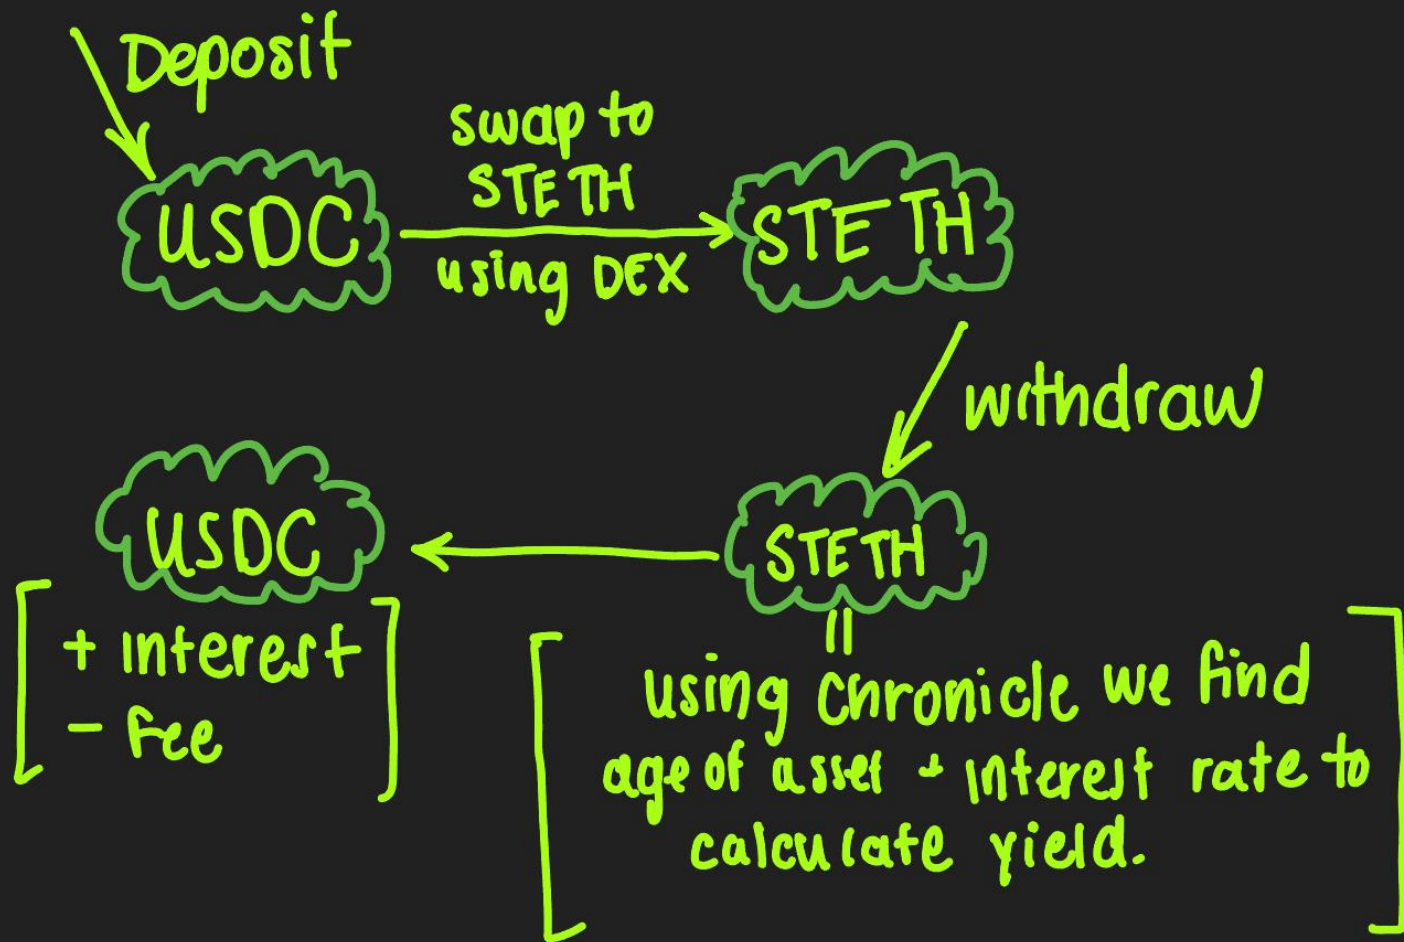 Deposit
swap to
STETH
USDC
using DEX
STETH
withdraw
USDC
STETH
+ interest
- Fee
using Chronicle we find
age of asset + interest rate to
calculate yield.